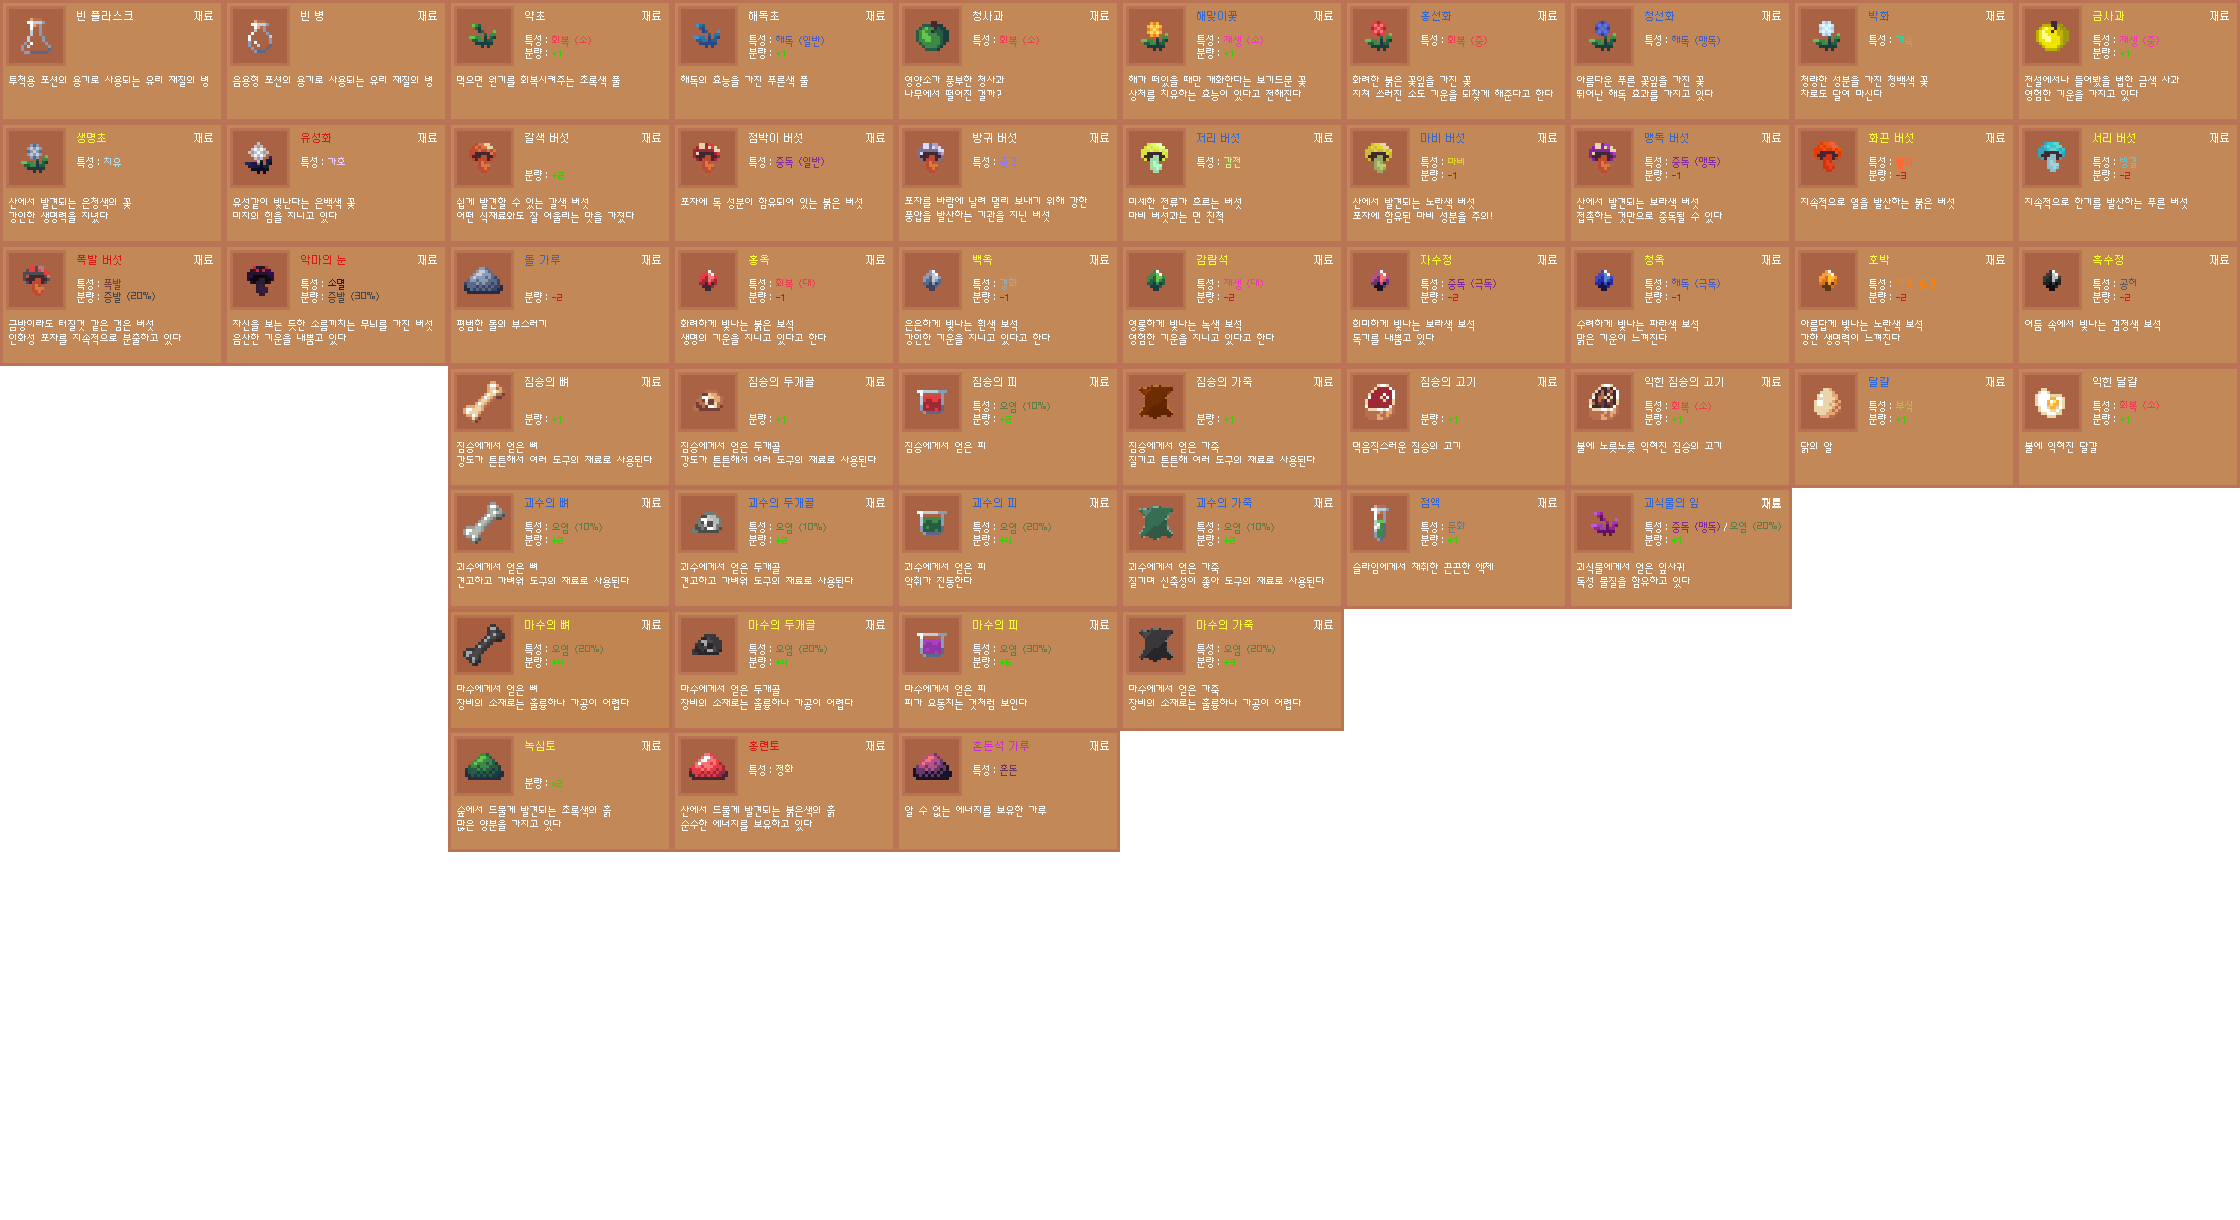 빈 플라스크 재료
투척용 포션의 용기로 사용되는 유리 재질의 병
빈 병 재료
음용형 포션의 용기로 사용되는 유리 재질의 병
약초 재료
특성 : 회복 (소)
분량 : +1
먹으면 원기를 회복시켜주는 초록색 풀
해독초 재료
특성 : 해독 (일반)
분량 : +1
해독의 효능을 가진 푸른색 풀
청사과 재료
특성 : 회복 (소)
영양소가 풍부한 청사과
나무에서 떨어진 걸까?
해맞이꽃 재료
특성 : 재생 (소)
분량 : +1
해가 떠있을 때만 개화한다는 보기드문 꽃
상처를 치유하는 효능이 있다고 전해진다
홍선화 재료
특성 : 회복 (중)
화려한 붉은 꽃잎을 가진 꽃
지쳐 쓰러진 소도 기운을 되찾게 해준다고 한다
청선화 재료
특성 : 해독 (맹독)
아름다운 푸른 꽃잎을 가진 꽃
뛰어난 해독 효과를 가지고 있다
박화 재료
특성 :
청량한 성분을 가진 청백색 꽃
차로도 달여 마신다
금사과 재료
특성 : 재생 (중)
분량 : +1
전설에서나 들어봤을 법한 금색 사과
영험한 기운을 가지고 있다
생명초 재료
특성 : 치유
산에서 발견되는 은청색의 꽃
강인한 생명력을 지녔다
유성화 재료
특성 : 가호
유성같이 빛난다는 은백색 꽃
미지의 힘을 지니고 있다
갈색 버섯 재료
분량 : +2
쉽게 발견할 수 있는 갈색 버섯
어떤 식재료와도 잘 어울리는 맛을 가졌다
점박이 버섯 재료
특성 : 중독 (일반)
포자에 독 성분이 함유되어 있는 붉은 버섯
방귀 버섯 재료
특성 :
포자를 바람에 날려 멀리 보내기 위해 강한
풍압을 발산하는 기관을 지닌 버섯
저리 버섯 재료
특성 : 감전
미세한 전류가 흐르는 버섯
마비 버섯과는 먼 친척
마비 버섯 재료
특성 : 마비
분량 : -1
산에서 발견되는 노란색 버섯
포자에 함유된 마비 성분을 주의!
맹독 버섯 재료
특성 : 중독 (맹독)
분량 : -1
산에서 발견되는 보라색 버섯
접촉하는 것만으로 중독될 수 있다
화끈 버섯 재료
특성 :
분량 : -3
지속적으로 열을 발산하는 붉은 버섯
서리 버섯 재료
특성 : 빙결
분량 : -2
지속적으로 한기를 발산하는 푸른 버섯
폭발 버섯 재료
특성 : 폭발
분량 : 증발 (20%)
금방이라도 터질것 같은 검은 버섯
인화성 포자를 지속적으로 분출하고 있다
악마의 눈 재료
특성 : 소멸
분량 : 증발 (30%)
자신을 보는 듯한 소름끼치는 무늬를 가진 버섯
음산한 기운을 내뿜고 있다
돌 가루 재료
분량 : -2
평범한 돌의 부스러기
홍옥 재료
특성 : 회복 (대)
분량 : -1
화려하게 빛나는 붉은 보석
생명의 기운을 지니고 있다고 한다
백옥 재료
특성 : 경화
분량 : -1
은은하게 빛나는 흰색 보석
강인한 기운을 지니고 있다고 한다
감람석 재료
특성 : 재생 (대)
분량 : -2
영롱하게 빛나는 녹색 보석
영험한 기운을 지니고 있다고 한다
자수정 재료
특성 : 중독 (극독)
분량 : -2
희미하게 빛나는 보라색 보석
독기를 내뿜고 있다
청옥 재료
특성 : 해독 (극독)
분량 : -1
수려하게 빛나는 파란색 보석
맑은 기운이 느껴진다
호박 재료
특성 :
분량 : -2
아름답게 빛나는 노란색 보석
강한 생명력이 느껴진다
흑수정 재료
특성 : 공허
분량 : -2
어둠 속에서 빛나는 검정색 보석
짐승의 뼈 재료
분량 : +1
짐승에게서 얻은 뼈
강도가 튼튼해서 여러 도구의 재료로 사용된다
짐승의 두개골 재료
분량 : +1
짐승에게서 얻은 두개골
강도가 튼튼해서 여러 도구의 재료로 사용된다
짐승의 피 재료
특성 : 오염 (10%)
분량 : +2
짐승에게서 얻은 피
짐승의 가죽 재료
분량 : +1
짐승에게서 얻은 가죽
질기고 튼튼해 여러 도구의 재료로 사용된다
짐승의 고기 재료
분량 : +1
먹음직스러운 짐승의 고기
익힌 짐승의 고기 재료
특성 : 회복 (소)
분량 : +1
불에 노릇노릇 익혀진 짐승의 고기
달걀 재료
특성 : 부식
분량 : +1
닭의 알
익힌 달걀 재료
특성 : 회복 (소)
분량 : +1
불에 익혀진 달걀
괴수의 뼈 재료
특성 : 오염 (10%)
분량 : +2
괴수에게서 얻은 뼈
견고하고 가벼워 도구의 재료로 사용된다
괴수의 두개골 재료
특성 : 오염 (10%)
분량 : +2
괴수에게서 얻은 두개골
견고하고 가벼워 도구의 재료로 사용된다
괴수의 피 재료
특성 : 오염 (20%)
분량 : +4
괴수에게서 얻은 피
악취가 진동한다
괴수의 가죽 재료
특성 : 오염 (10%)
분량 : +2
괴수에게서 얻은 가죽
질기며 신축성이 좋아 도구의 재료로 사용된다
점액 재료
특성 : 둔화
분량 : +1
슬라임에게서 채취한 끈끈한 액체
괴식물의 잎 재료
특성 : 중독 (맹독) / 오염 (20%)
분량 : +1
괴식물에게서 얻은 잎사귀
독성 물질을 함유하고 있다
마수의 뼈 재료
특성 : 오염 (20%)
분량 : +4
마수에게서 얻은 뼈
장비의 소재로는 훌륭하나 가공이 어렵다
마수의 두개골 재료
특성 : 오염 (20%)
분량 : +4
마수에게서 얻은 두개골
장비의 소재로는 훌륭하나 가공이 어렵다
마수의 피 재료
특성 : 오염 (30%)
분량 : +6
마수에게서 얻은 피
피가 요동치는 것처럼 보인다
마수의 가죽 재료
특성 : 오염 (20%)
분량 :
마수에게서 얻은 가죽
장비의 소재로는 훌륭하나 가공이 어렵다
녹심토 재료
분량 : +3
숲에서 드물게 발견되는 초록색의 흙
많은 양분을 가지고 있다
홍련토 재료
특성 : 정화
산에서 드물게 발견되는 붉은색의 흙
순수한 에너지를 보유하고 있다
혼돈석 가루 재료
특성 : 혼돈
알 수 없는 에너지를 보유한 가루